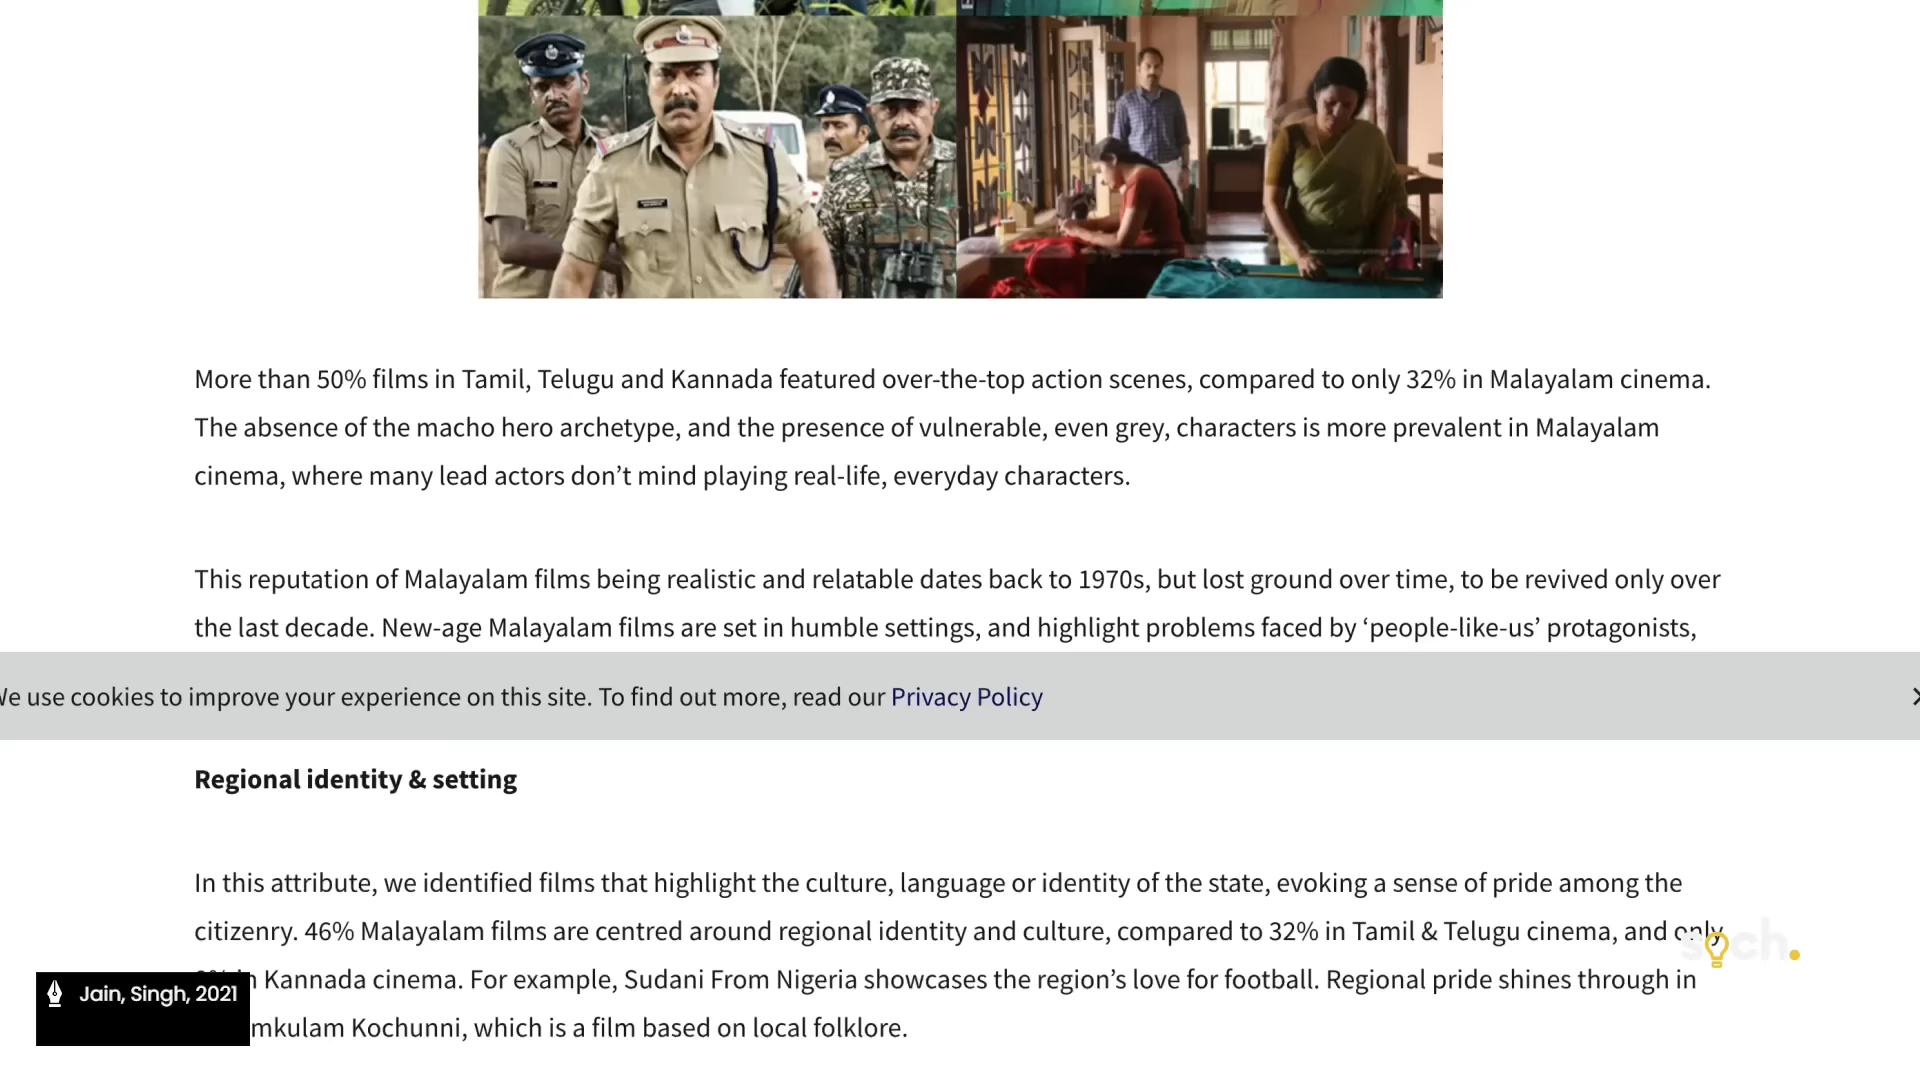 More than 50% films in Tamil, Telugu and Kannada featured over-the-top action scenes, compared to only 32% in Malayalam cinema.
The absence of the macho hero archetype, and the presence of vulnerable, even grey, characters is more prevalent in Malayalam
cinema, where many lead actors don’t mind playing real-life, everyday characters.
This reputation of Malayalam films being realistic and relatable dates back to 1970s, but lost ground over time, to be revived only over
the last decade. New-age Malayalam films are set in humble settings, and highlight problems faced by ‘people-like-us’ protagonists,
We use cookies to improve your experience on this site. To find out more, read our Privacy Policy
Regional identity & setting
In this attribute, we identified films that highlight the culture, language or identity of the state, evoking a sense of pride among the
citizenry. 46% Malayalam films are centred around regional identity and culture, compared to 32% in Tamil & Telugu cinema, and only
soch.
Kannada cinema. For example, Sudani From Nigeria showcases the region’s love for football. Regional pride shines through in
Jain, Singh, 2021
mkulam Kochunni, which is a film based on local folklore.